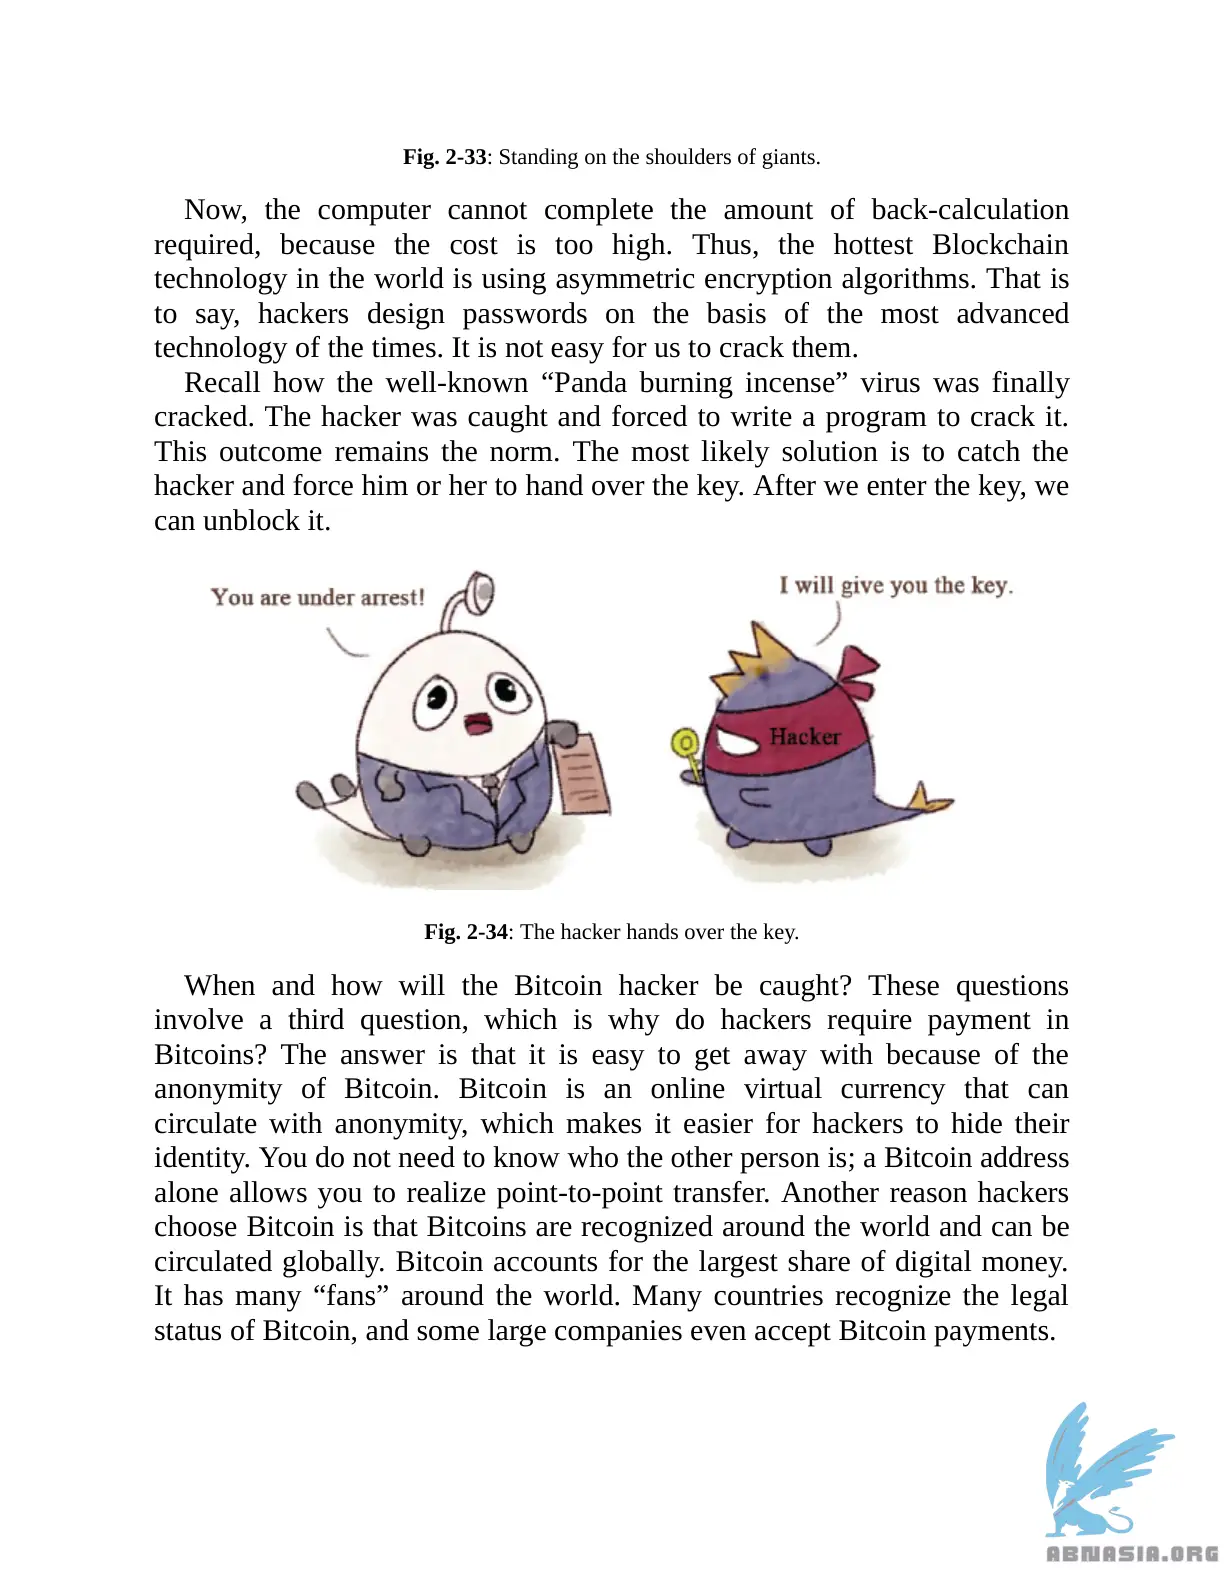 Fig. 2-33: Standing on the shoulders of giants.
Now, the computer cannot complete the amount of back-calculation
required, because the cost is too high. Thus, the hottest Blockchain
technology in the world is using asymmetric encryption algorithms. That is
to say, hackers design passwords on the basis of the most advanced
technology of the times. It is not easy for us to crack them.
Recall how the well-known “Panda burning incense” virus was finally
cracked. The hacker was caught and forced to write a program to crack it.
This outcome remains the norm. The most likely solution is to catch the
hacker and force him or her to hand over the key. After we enter the key, we
can unblock it.
You are under arrest!
I will give you the key.
Hacker
Fig. 2-34: The hacker hands over the key.
When and how will the Bitcoin hacker be caught? These questions
involve a third question, which is why do hackers require payment in
Bitcoins? The answer is that it is easy to get away with because of the
anonymity of Bitcoin. Bitcoin is an online virtual currency that can
circulate with anonymity, which makes it easier for hackers to hide their
identity. You do not need to know who the other person is; a Bitcoin address
alone allows you to realize point-to-point transfer. Another reason hackers
choose Bitcoin is that Bitcoins are recognized around the world and can be
circulated globally. Bitcoin accounts for the largest share of digital money.
It has many “fans” around the world. Many countries recognize the legal
status of Bitcoin, and some large companies even accept Bitcoin payments.
ABNASIA.ORG